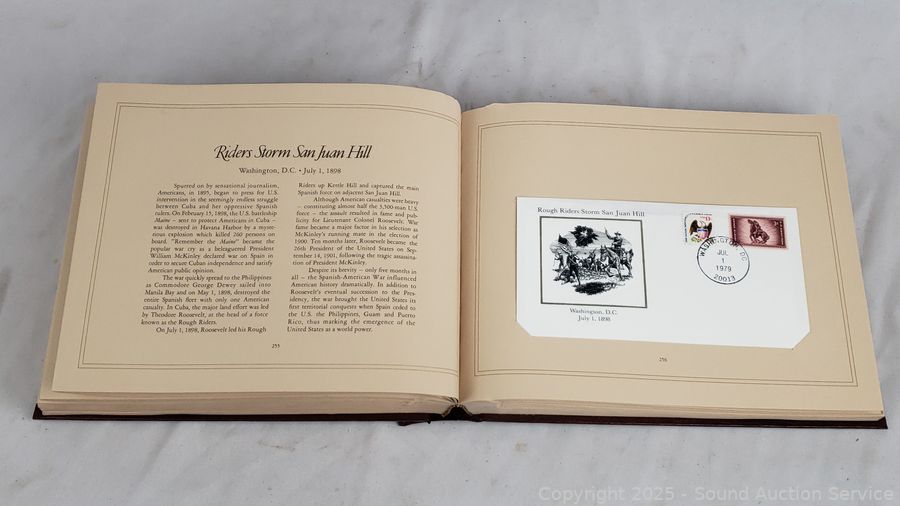 Riders Storm San Juan Hill
Washington, D.C. • July 1, 1898
Spurred on by sensational journalism,
Americans, in 1895, began to press for U.S.
intervention in the seemingly endless struggle
between Cuba and her oppressive Spanish
rulers. On February 15, 1898, the U.S. battleship
Maine – sent to protect Americans in Cuba –
was destroyed in Havana Harbor by a myste-
rious explosion which killed 260 persons on
board. "Remember the Maine" became the
popular war cry as a beleaguered President
William McKinley declared war on Spain in
order to secure Cuban independence and satisfy
American public opinion.
The war quickly spread to the Philippines
as Commodore George Dewey sailed into
Manila Bay and on May 1, 1898, destroyed the
entire Spanish fleet with only one American
casualty. In Cuba, the major land effort was led
by Theodore Roosevelt, at the head of a force
known as the Rough Riders.
On July 1, 1898, Roosevelt led his Rough
Riders up Kettle Hill and captured the main
Spanish force on adjacent San Juan Hill.
Although American casualties were heavy
– constituting almost half the 3,500-man U.S.
force – the assault resulted in fame and pub-
licity for Lieutenant Colonel Roosevelt. War
fame became a major factor in his selection as
McKinley's running mate in the election of
1900. Ten months later, Roosevelt became the
26th President of the United States on Sep-
tember 14, 1901, following the tragic assassina-
tion of President McKinley.
Despite its brevity – only five months in
all – the Spanish-American War influenced
American history dramatically. In addition to
Roosevelt's eventual succession to the Presi-
dency, the war brought the United States its
first territorial conquests when Spain ceded to
the U.S. the Philippines, Guam and Puerto
Rico, thus marking the emergence of the
United States as a world power.
255
Rough Riders Storm San Juan Hill
WASHINGTON DC
JUL
1
1979
20013
Washington, D.C.
July 1, 1898
256
Copyright 2025 - Sound Auction Service